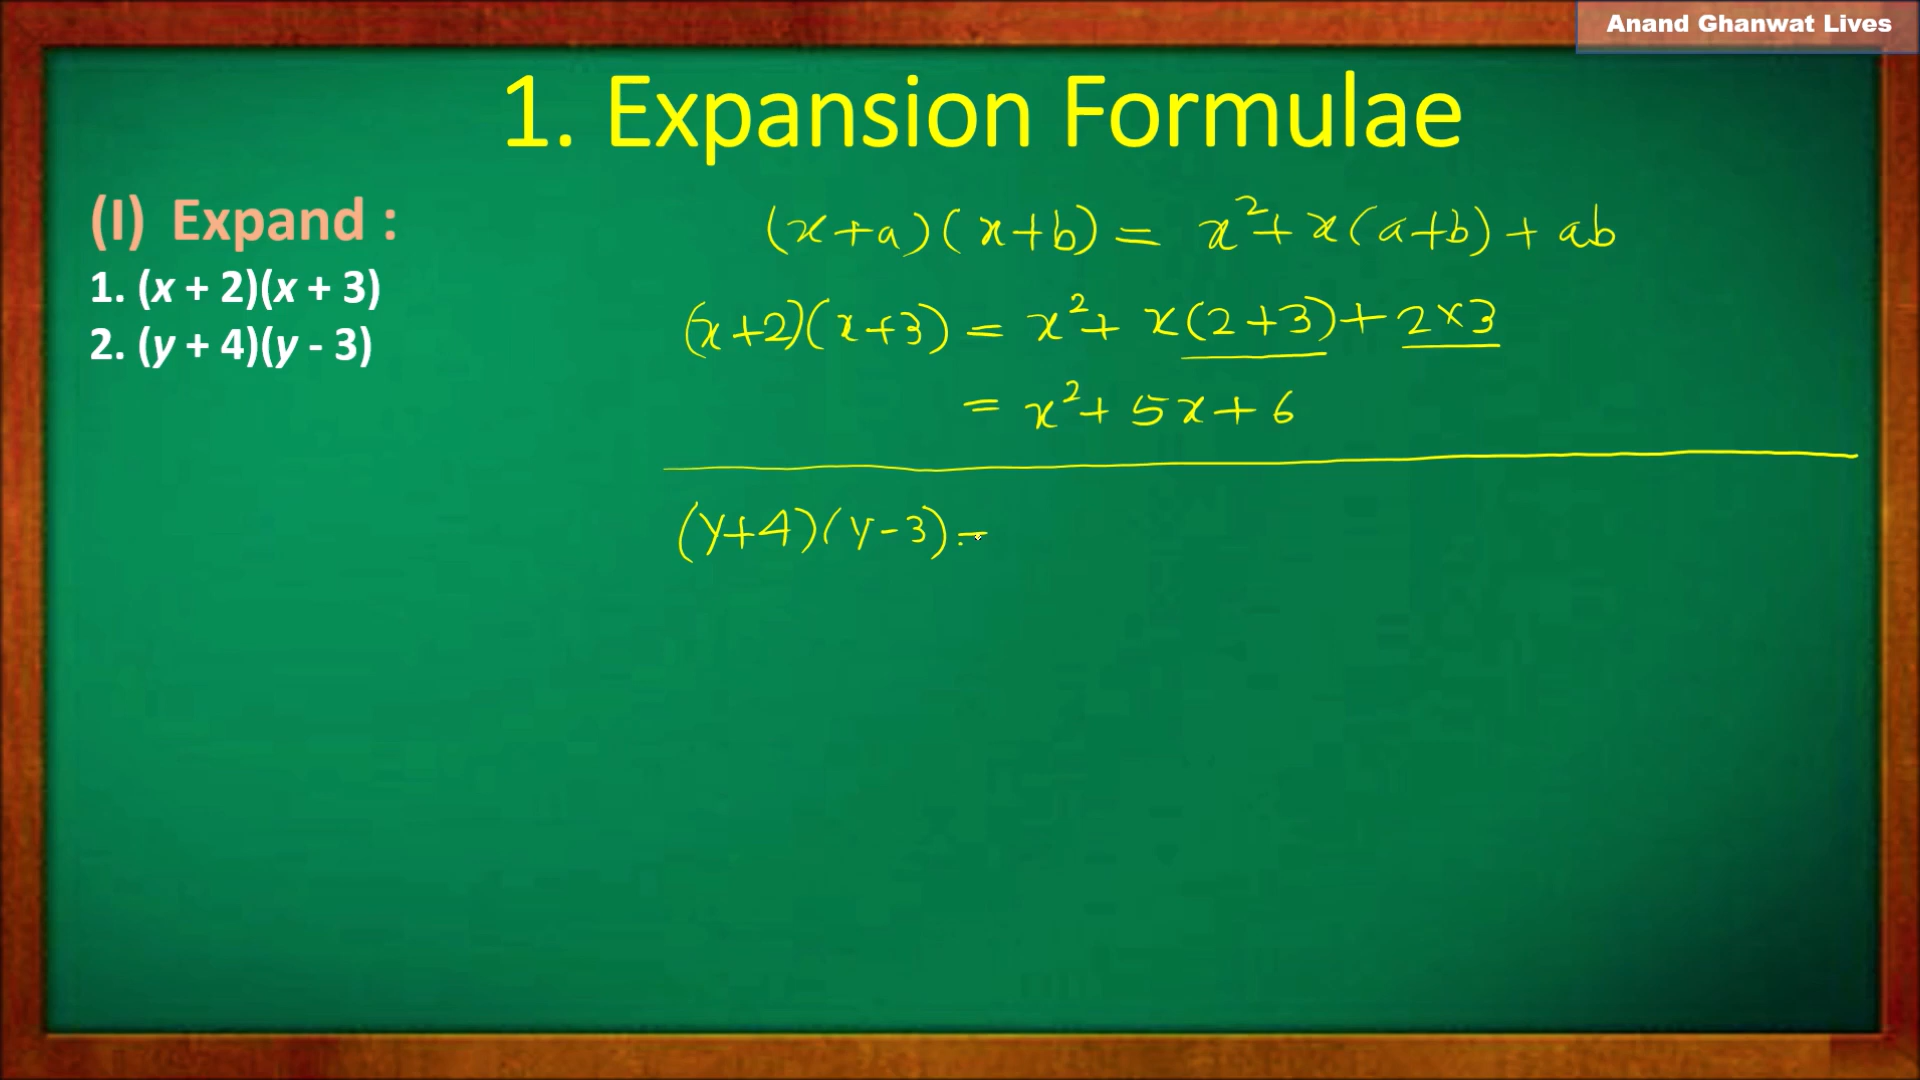 Anand Ghanwat Lives
1. Expansion Formulae
(I) Expand :
1. (x + 2)(x + 3)
2. (y + 4)(y - 3)
(x+a)(x+b) = x²+ x(a+b) + ab
(x+2)(x+3) = x²+ x(2+3)+ 2×3
= x²+ 5x+ 6
(y+4)(y-3) =